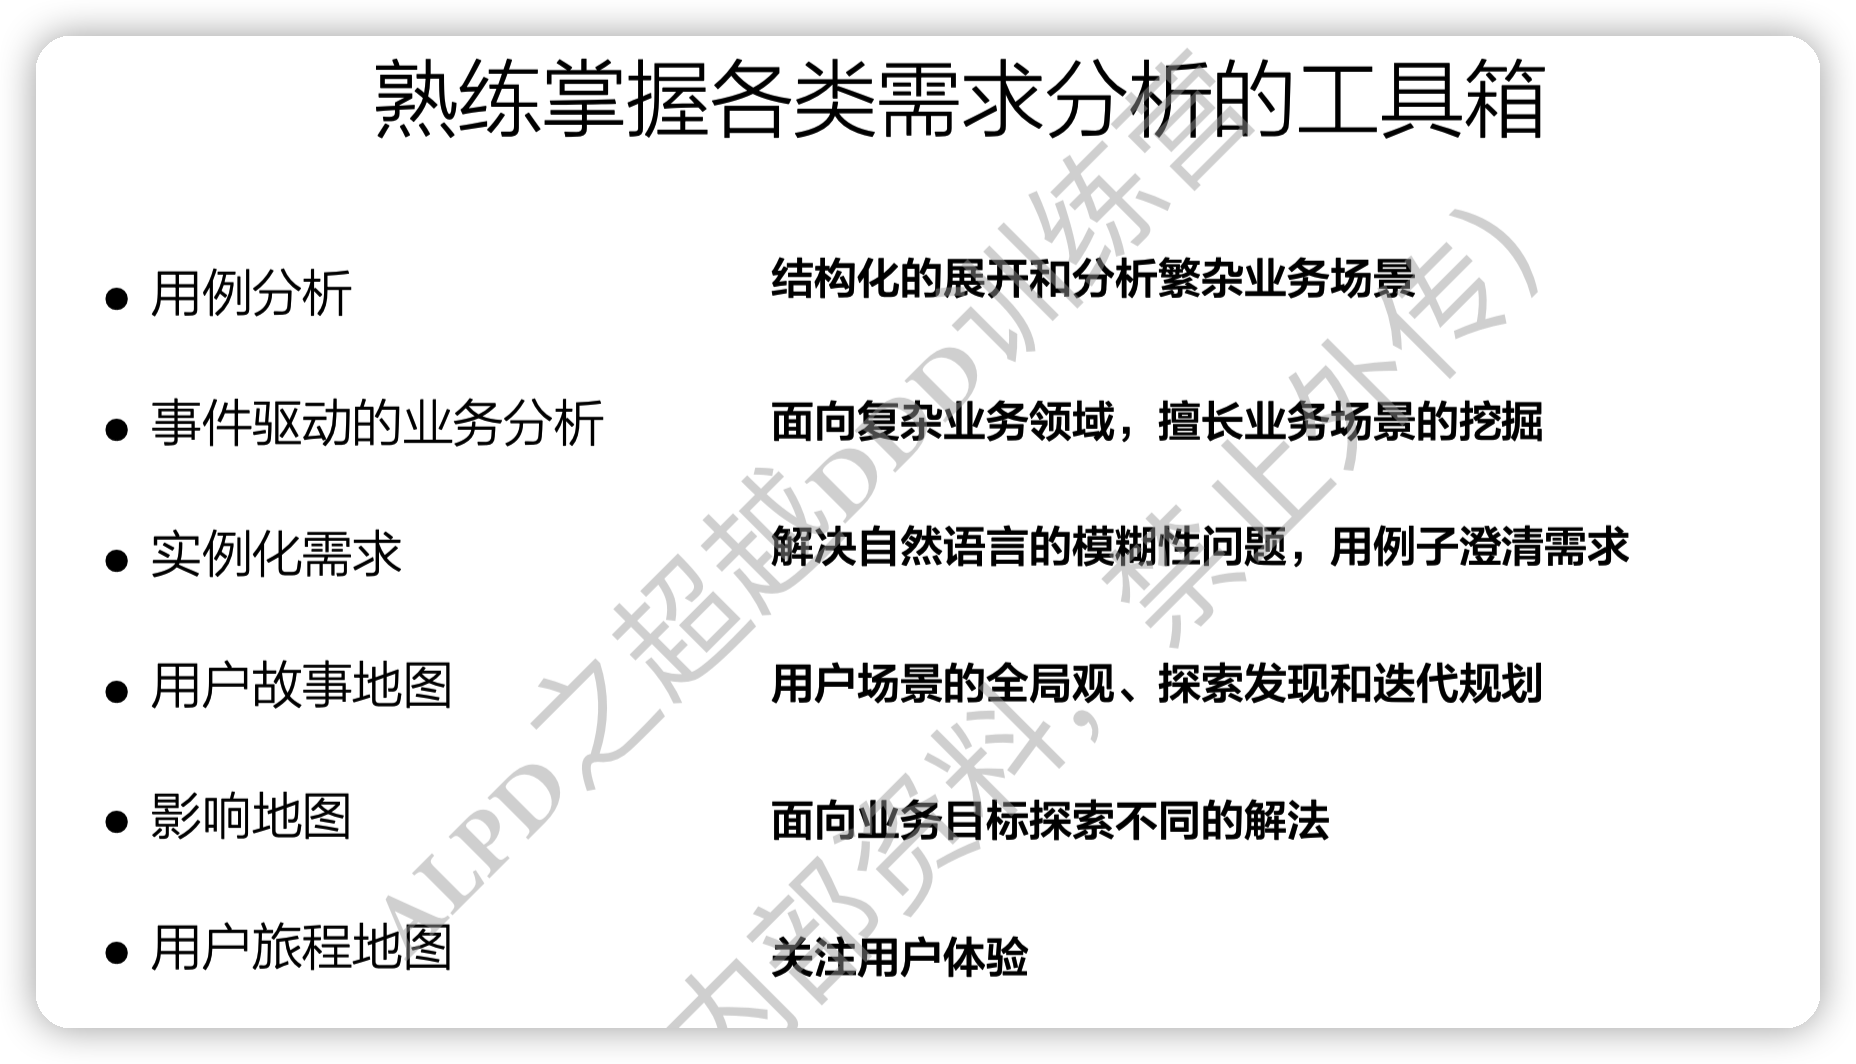 熟练掌握各类需求分析的工具箱
● 用例分析 结构化的展开和分析繁杂业务场景
● 事件驱动的业务分析 面向复杂业务领域，擅长业务场景的挖掘
● 实例化需求 解决自然语言的模糊性问题，用例子澄清需求
● 用户故事地图 用户场景的全局观、探索发现和迭代规划
● 影响地图 面向业务目标探索不同的解法
● 用户旅程地图 关注用户体验
ALPD之超越DDD训练营
内部资料，禁止外传）